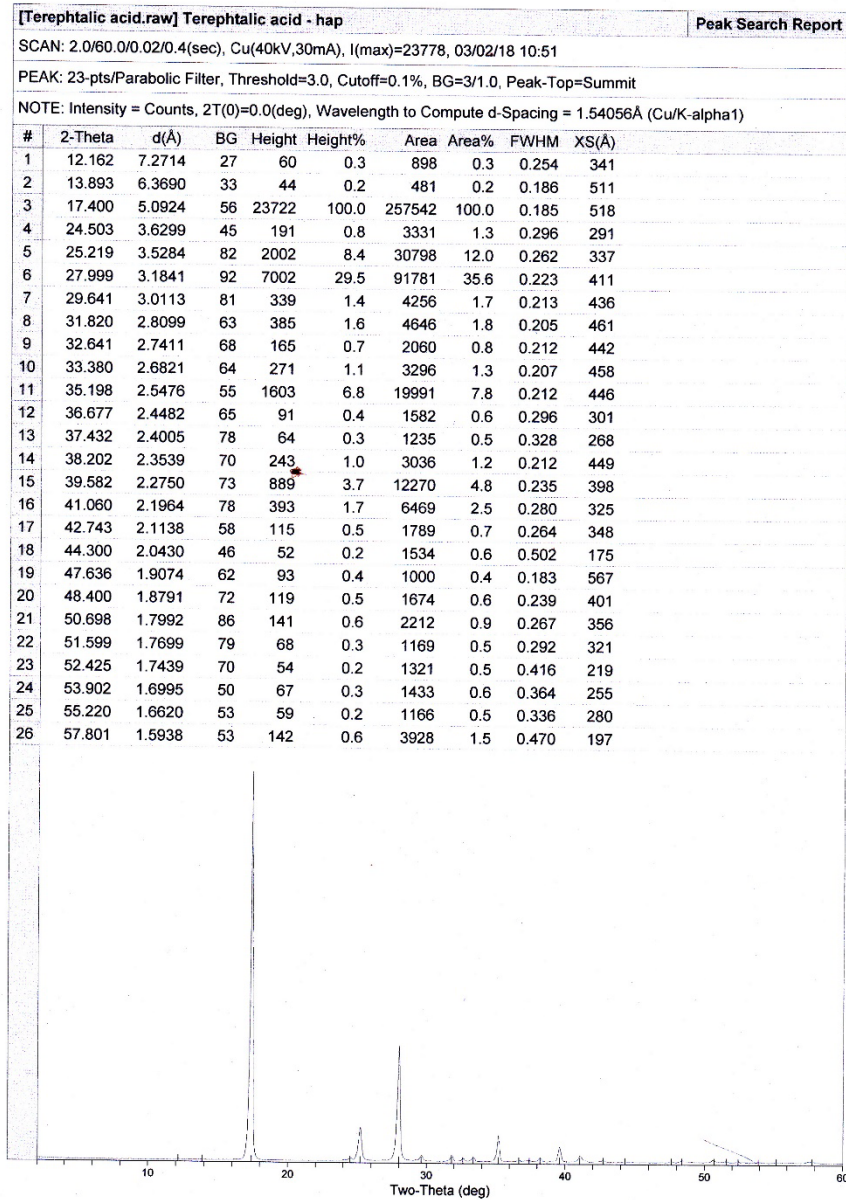 [Terephtalic acid.raw] Terephtalic acid - hap Peak Search Report
SCAN: 2.0/60.0/0.02/0.4(sec), Cu(40kV,30mA), I(max)=23778, 03/02/18 10:51
PEAK: 23-pts/Parabolic Filter, Threshold=3.0, Cutoff=0.1%, BG=3/1.0, Peak-Top=Summit
NOTE: Intensity = Counts, 2T(0)=0.0(deg), Wavelength to Compute d-Spacing = 1.54056Å (Cu/K-alpha1)
# 2-Theta d(Å) BG Height Height% Area Area% FWHM XS(Å)
1 12.162 7.2714 27 60 0.3 898 0.3 0.254 341
2 13.893 6.3690 33 44 0.2 481 0.2 0.186 511
3 17.400 5.0924 56 23722 100.0 257542 100.0 0.185 518
4 24.503 3.6299 45 191 0.8 3331 1.3 0.296 291
5 25.219 3.5284 82 2002 8.4 30798 12.0 0.262 337
6 27.999 3.1841 92 7002 29.5 91781 35.6 0.223 411
7 29.641 3.0113 81 339 1.4 4256 1.7 0.213 436
8 31.820 2.8099 63 385 1.6 4646 1.8 0.205 461
9 32.641 2.7411 68 165 0.7 2060 0.8 0.212 442
10 33.380 2.6821 64 271 1.1 3296 1.3 0.207 458
11 35.198 2.5476 55 1603 6.8 19991 7.8 0.212 446
12 36.677 2.4482 65 91 0.4 1582 0.6 0.296 301
13 37.432 2.4005 78 64 0.3 1235 0.5 0.328 268
14 38.202 2.3539 70 243 1.0 3036 1.2 0.212 449
15 39.582 2.2750 73 889 3.7 12270 4.8 0.235 398
16 41.060 2.1964 78 393 1.7 6469 2.5 0.280 325
17 42.743 2.1138 58 115 0.5 1789 0.7 0.264 348
18 44.300 2.0430 46 52 0.2 1534 0.6 0.502 175
19 47.636 1.9074 62 93 0.4 1000 0.4 0.183 567
20 48.400 1.8791 72 119 0.5 1674 0.6 0.239 401
21 50.698 1.7992 86 141 0.6 2212 0.9 0.267 356
22 51.599 1.7699 79 68 0.3 1169 0.5 0.292 321
23 52.425 1.7439 70 54 0.2 1321 0.5 0.416 219
24 53.902 1.6995 50 67 0.3 1433 0.6 0.364 255
25 55.220 1.6620 53 59 0.2 1166 0.5 0.336 280
26 57.801 1.5938 53 142 0.6 3928 1.5 0.470 197
10 20 30 40 50 60
Two-Theta (deg)